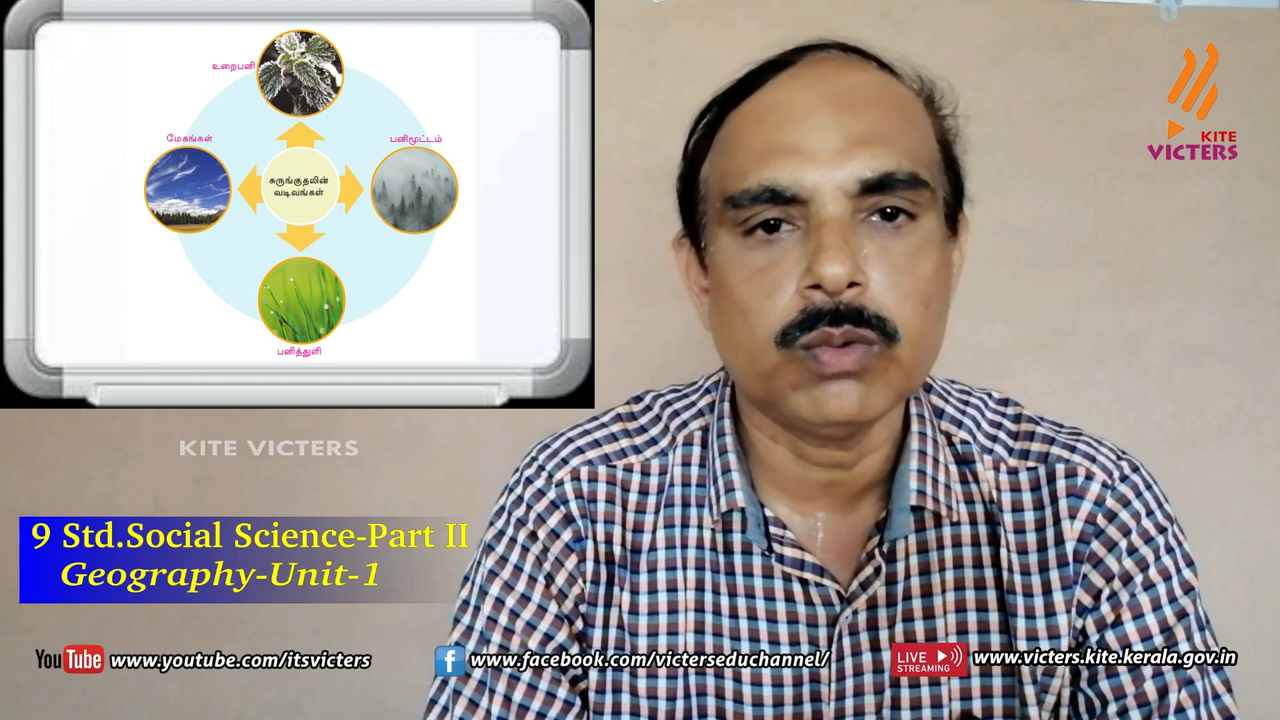 உறைபனி
மேகங்கள்
பனிமூட்டம்
சுருங்குதலின்
வடிவங்கள்
பனித்துளி
KITE
VICTERS
KITE VICTERS
9 Std.Social Science-Part II
Geography-Unit-1
YouTube www.youtube.com/itsvicters
f www.facebook.com/victerseduchannel/
LIVE
STREAMING
www.victers.kite.kerala.gov.in